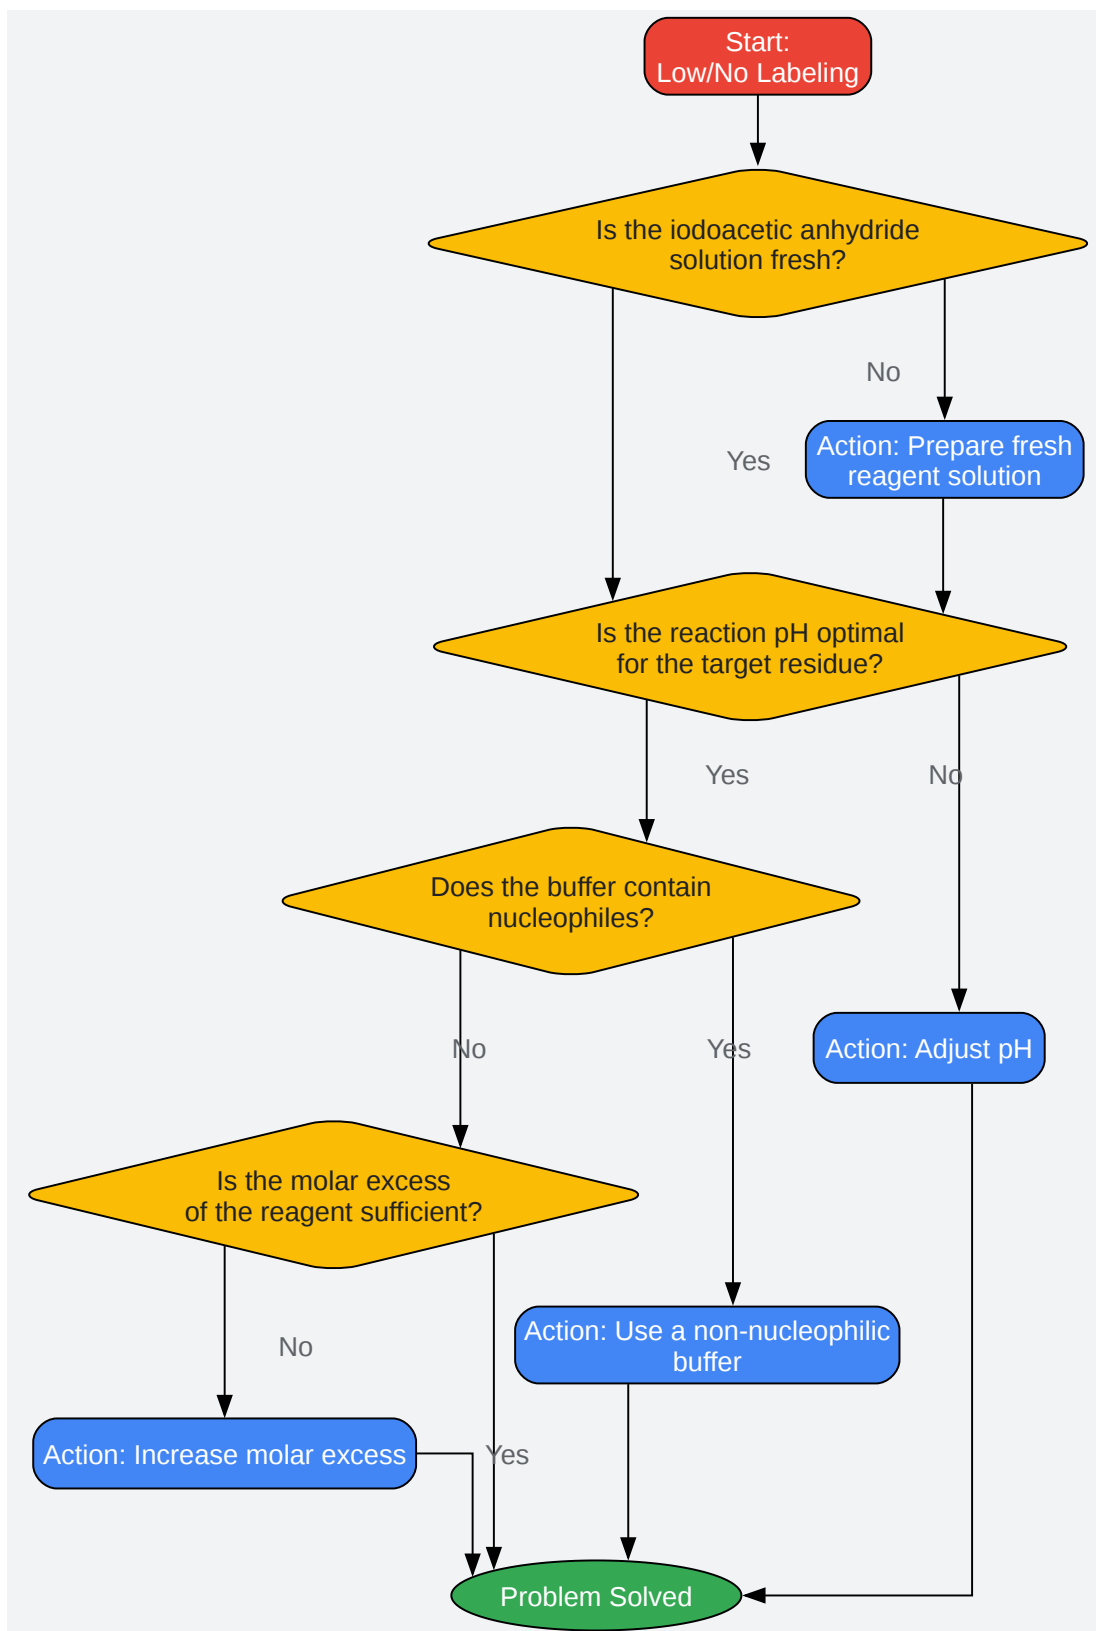 Start:
Low/No Labeling
Is the iodoacetic anhydride
solution fresh?
No
Yes
Action: Prepare fresh
reagent solution
Is the reaction pH optimal
for the target residue?
Yes
No
Does the buffer contain
nucleophiles?
No
Yes
Action: Adjust pH
Is the molar excess
of the reagent sufficient?
No
Action: Use a non-nucleophilic
buffer
Action: Increase molar excess
Yes
Problem Solved